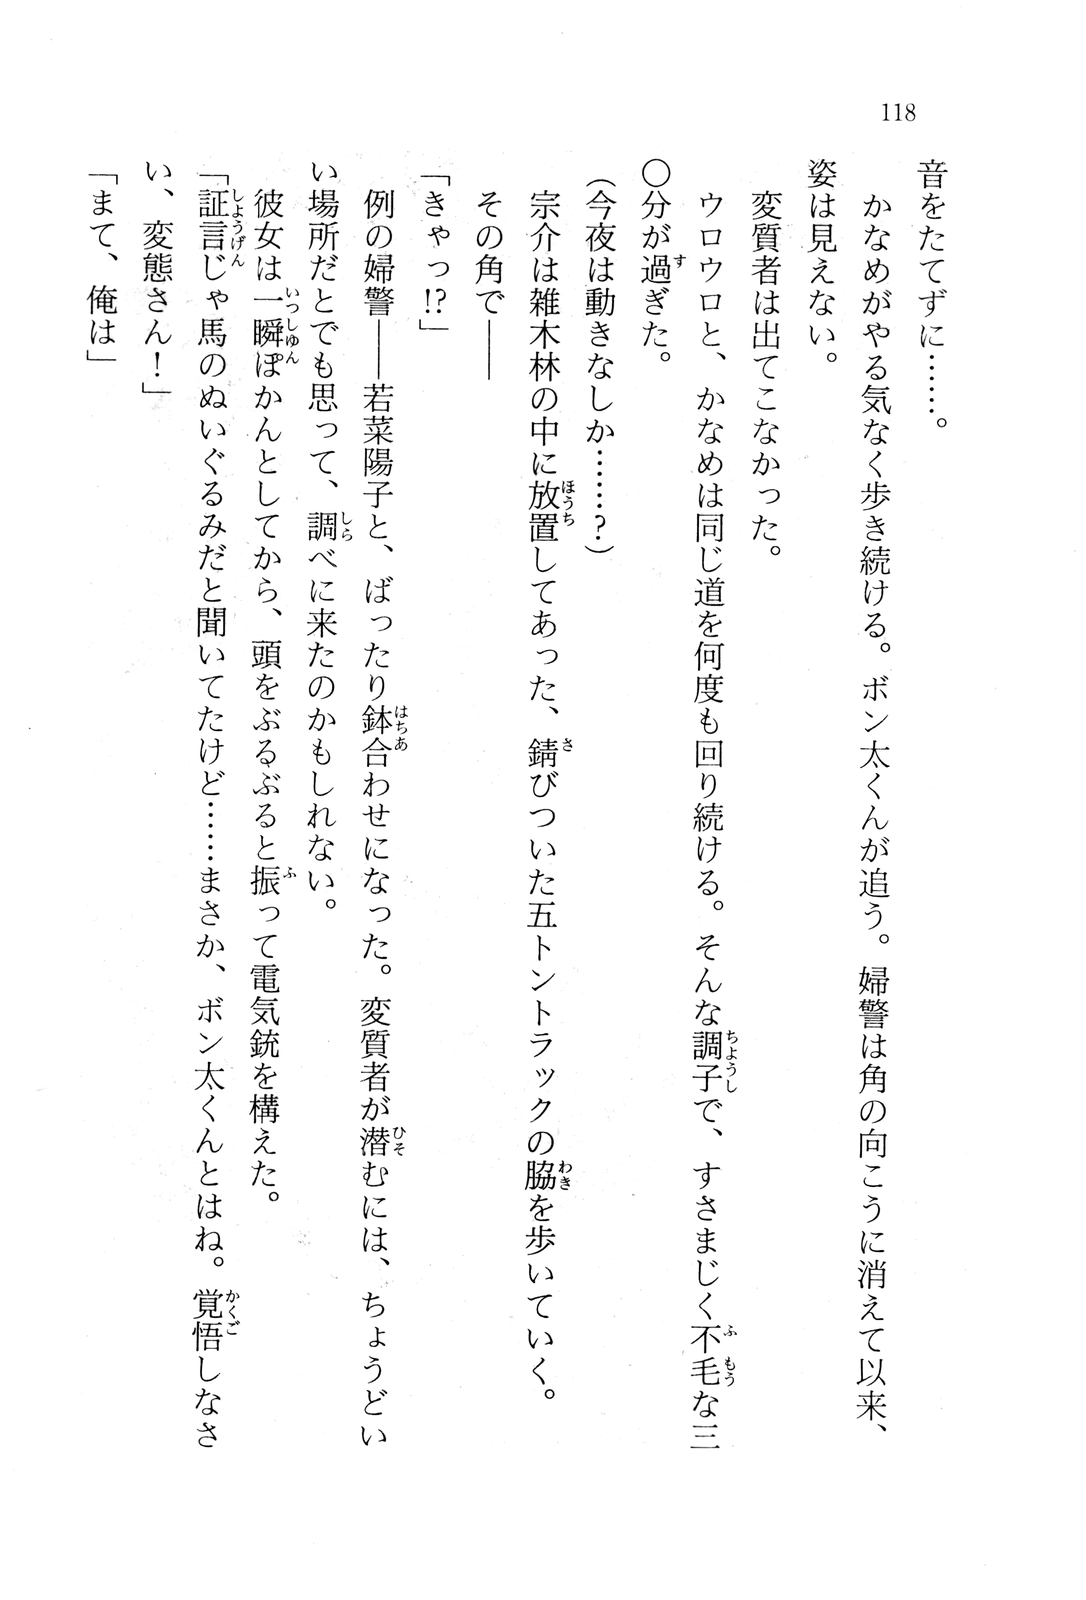 118
音をたてずに……。
かなめがやる気なく歩き続ける。ボン太くんが追う。婦警は角の向こうに消えて以来、
姿は見えない。
変質者は出てこなかった。
ウロウロと、かなめは同じ道を何度も回り続ける。そんな調子で、すさまじく不毛な三
〇分が過ぎた。
（今夜は動きなしか……？）
宗介は雑木林の中に放置してあった、錆びついた五トントラックの脇を歩いていく。
その角で――
「きゃっ!?」
例の婦警――若菜陽子と、ばったり鉢合わせになった。変質者が潜むには、ちょうどい
い場所だとでも思って、調べに来たのかもしれない。
彼女は一瞬ぽかんとしてから、頭をぶるぶると振って電気銃を構えた。
「証言じゃ馬のぬいぐるみだと聞いてたけど……まさか、ボン太くんとはね。覚悟しなさ
い、変態さん！」
「まて、俺は」